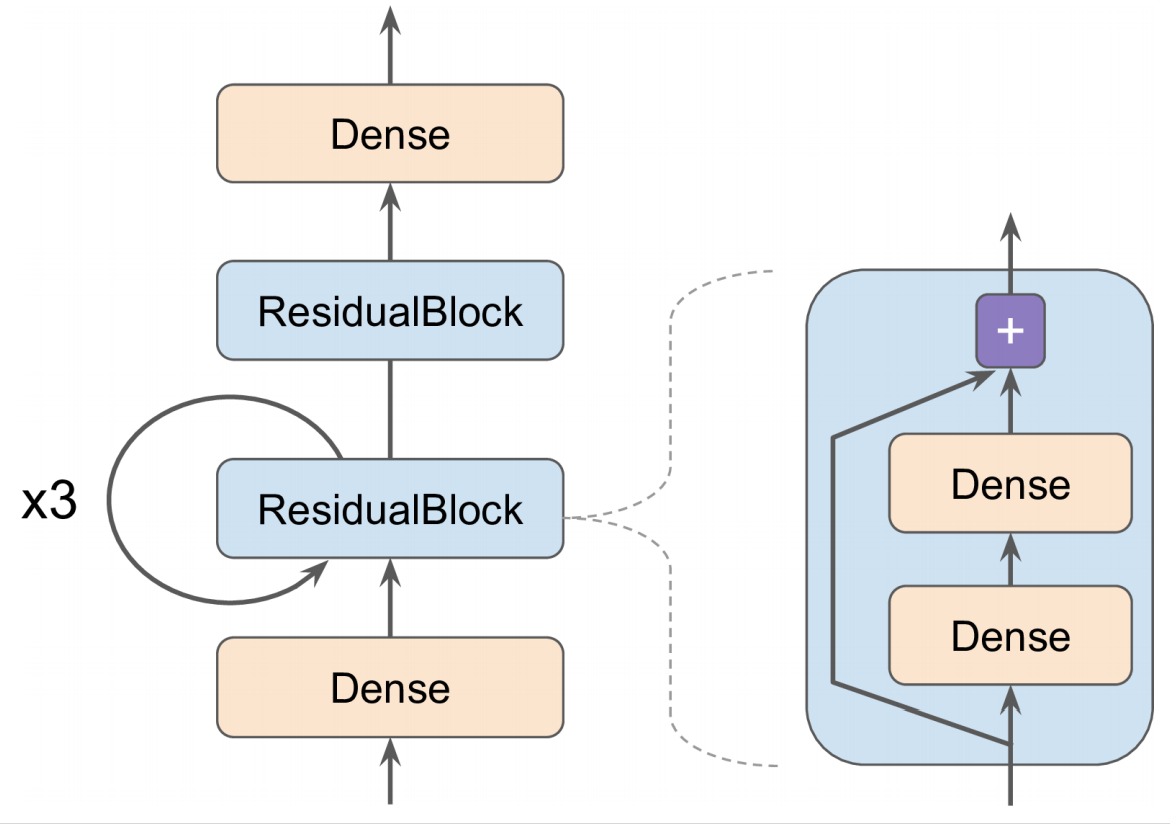 Dense
ResidualBlock
x3
ResidualBlock
Dense
+
Dense
Dense